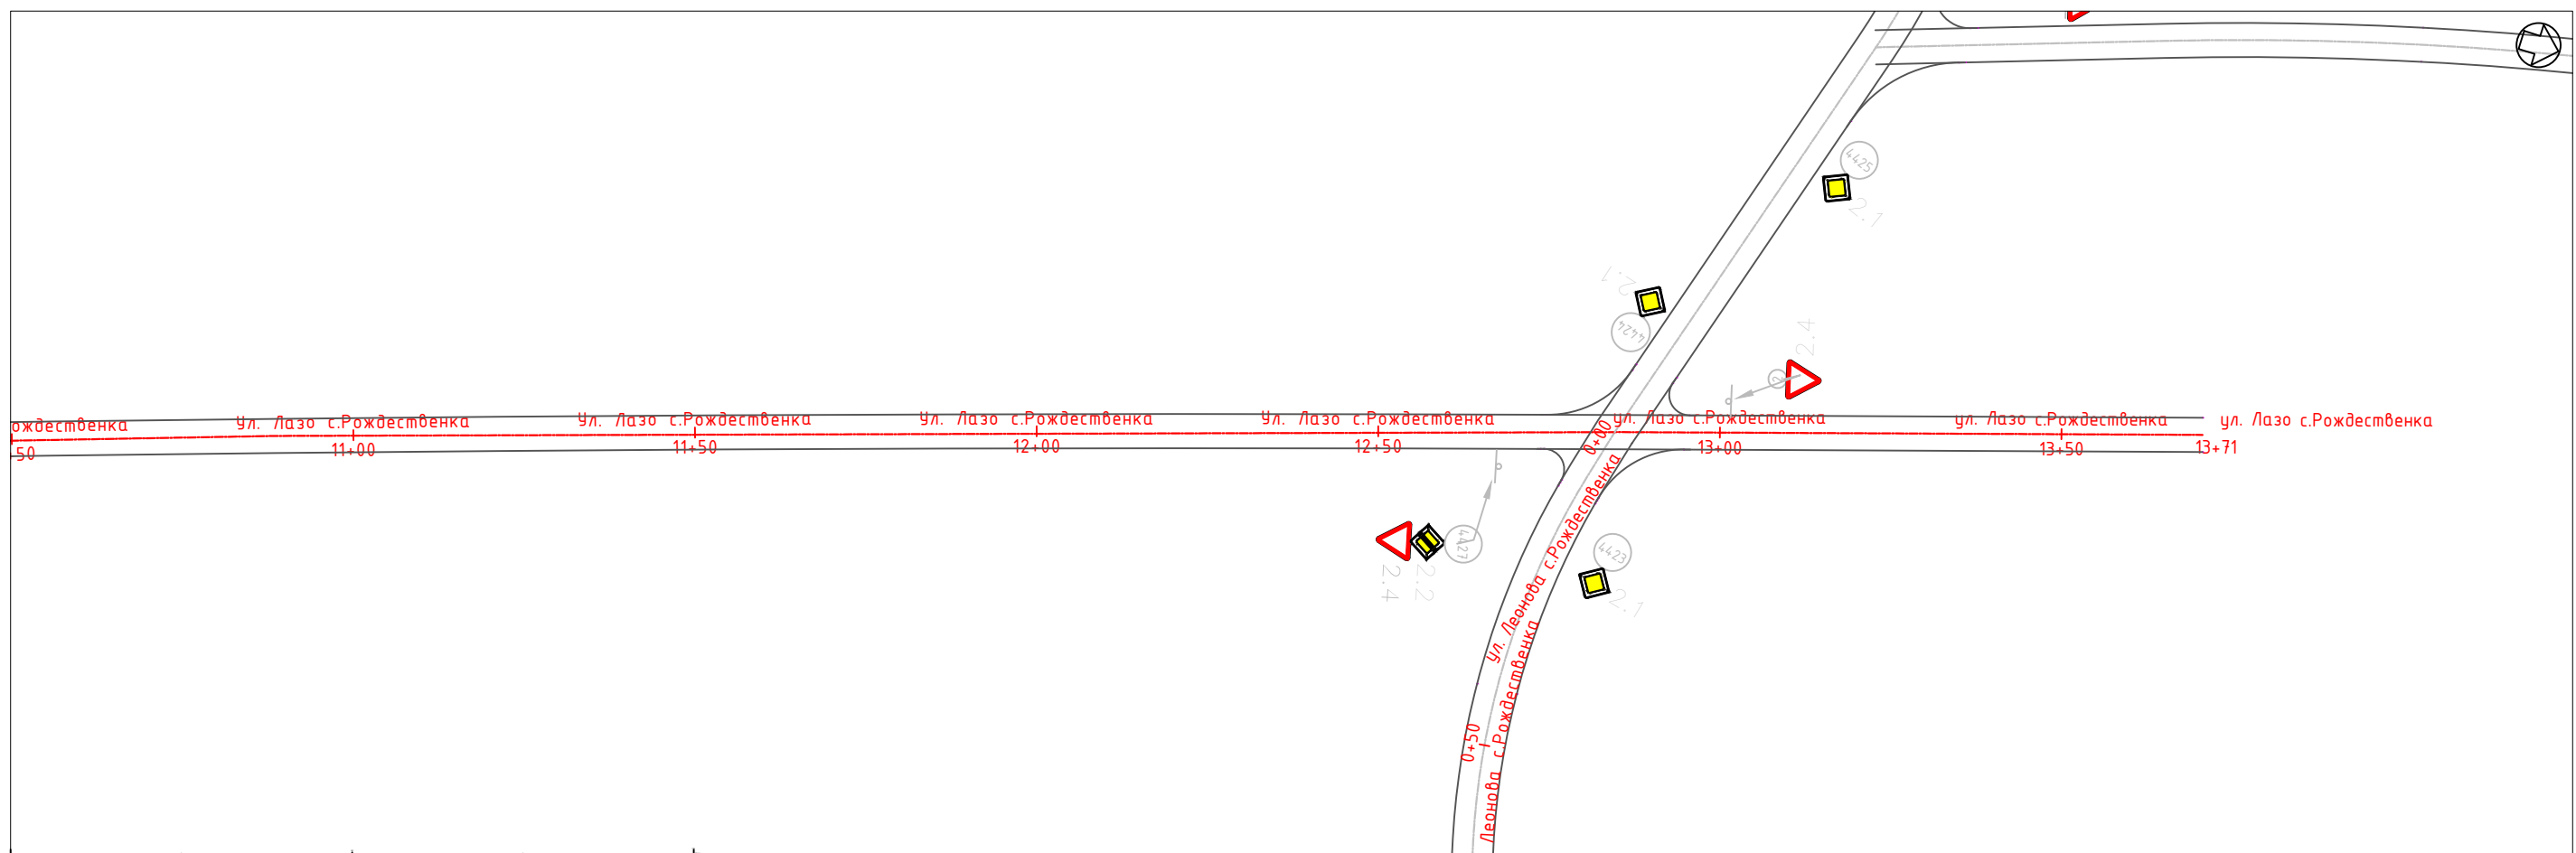 4425
2.1
2.1
4424
2.4
2
ождественка
ул. Лазо с.Рождественка
ул. Лазо с.Рождественка
ул. Лазо с.Рождественка
ул. Лазо с.Рождественка
ул. Лазо с.Рождественка
ул. Лазо с.Рождественка
ул. Лазо с.Рождественка
50
11+00
11+50
12+00
12+50
0+00
13+00
13+50
13+71
4427
2.4
2.2
4423
2.1
ул. Леонова с.Рождественка
0+50
Леонова с.Рождественка